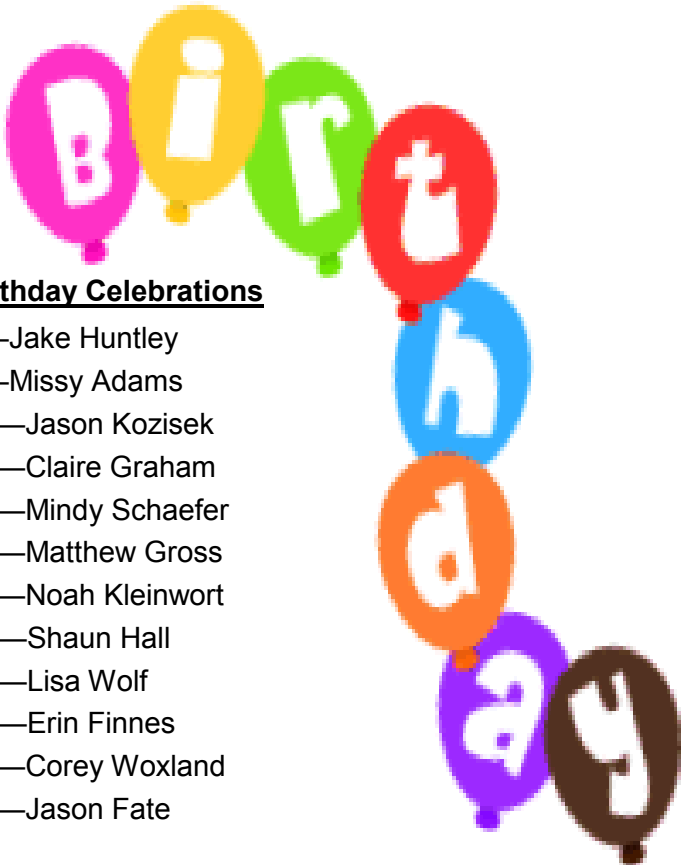 Birthday
thday Celebrations
-Jake Huntley
-Missy Adams
—Jason Kozisek
—Claire Graham
—Mindy Schaefer
—Matthew Gross
—Noah Kleinwort
—Shaun Hall
—Lisa Wolf
—Erin Finnes
—Corey Woxland
—Jason Fate